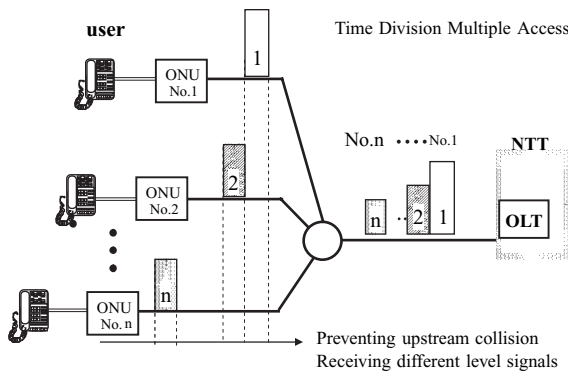 user
Time Division Multiple Access
1
ONU
No.1
No.n ····No.1
NTT
2
ONU
No.2
n ··2 1
OLT
n
ONU
No.n
Preventing upstream collision
Receiving different level signals